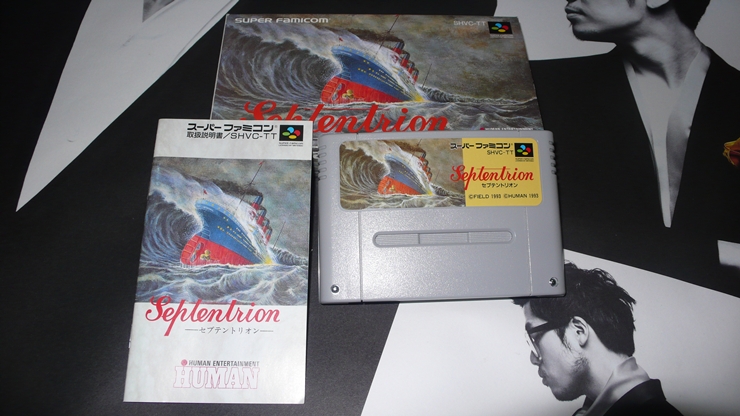 SUPER FAMICOM
SHVC-TT
Septentrion
スーパーファミコン
取扱説明書/SHVC-TT
Septentrion
セプテントリオン
HUMAN ENTERTAINMENT
HUMAN
スーパーファミコン
SHVC-TT
Septentrion
セプテントリオン
©FIELD 1993 ©HUMAN 1993